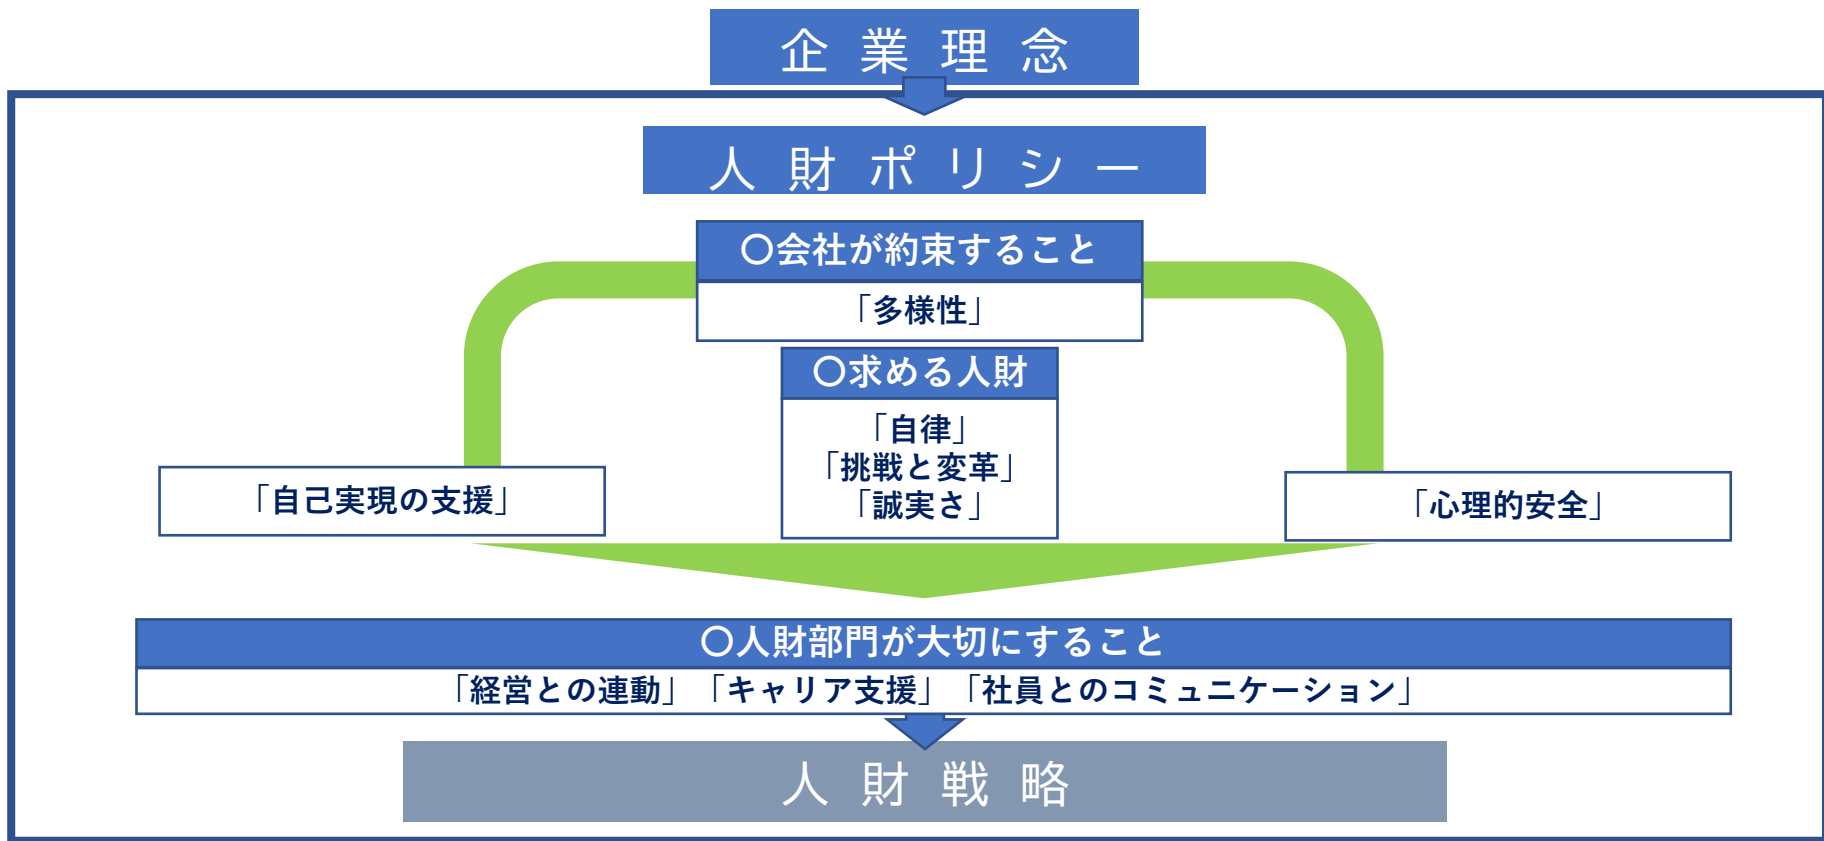 企業理念
人財ポリシー
〇会社が約束すること
「多様性」
〇求める人財
「自律」
「挑戦と変革」
「誠実さ」
「自己実現の支援」
「心理的安全」
〇人財部門が大切にすること
「経営との連動」「キャリア支援」「社員とのコミュニケーション」
人財戦略